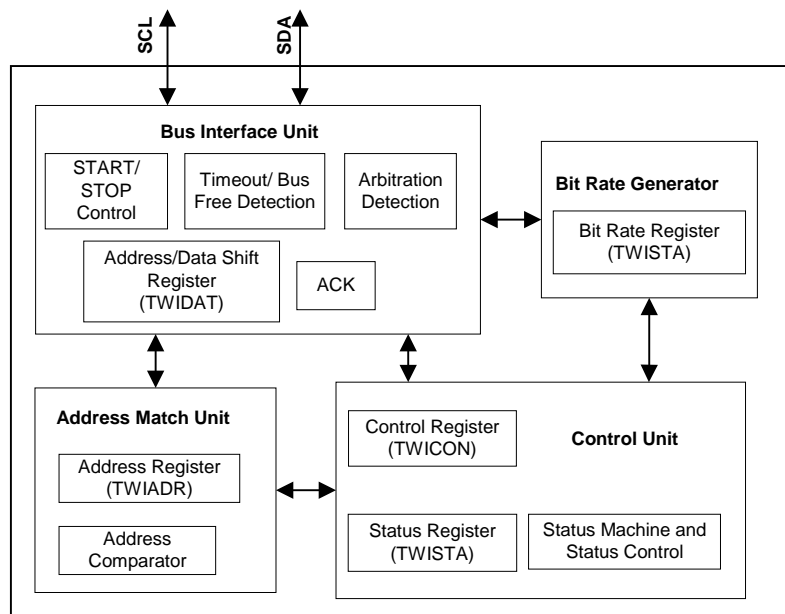 SCL
SDA
Bus Interface Unit
START/
STOP
Control
Timeout/ Bus
Free Detection
Arbitration
Detection
Address/Data Shift
Register
(TWIDAT)
ACK
Bit Rate Generator
Bit Rate Register
(TWISTA)
Address Match Unit
Address Register
(TWIADR)
Address
Comparator
Control Unit
Control Register
(TWICON)
Status Register
(TWISTA)
Status Machine and
Status Control